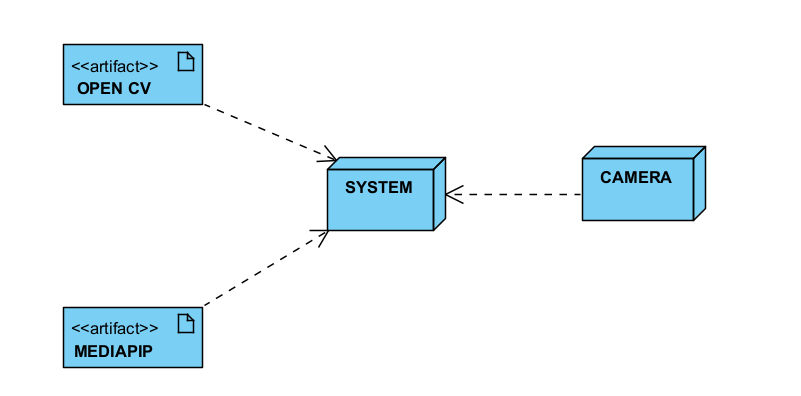 <<artifact>>
OPEN CV
SYSTEM
CAMERA
<<artifact>>
MEDIAPIP